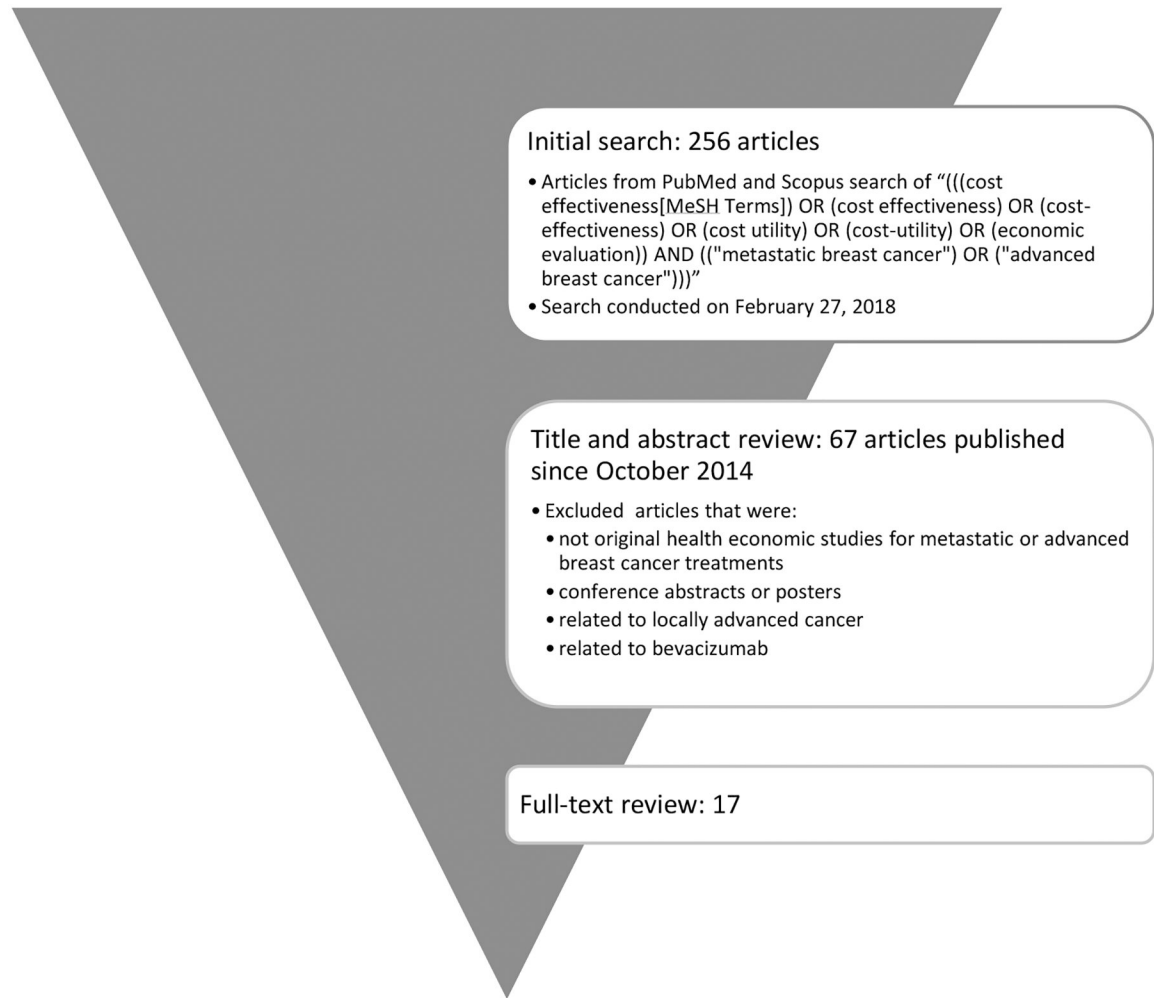 Initial search: 256 articles
• Articles from PubMed and Scopus search of “(((cost
effectiveness[MeSH Terms]) OR (cost effectiveness) OR (cost-
effectiveness) OR (cost utility) OR (cost-utility) OR (economic
evaluation)) AND (("metastatic breast cancer") OR ("advanced
breast cancer")))”
• Search conducted on February 27, 2018
Title and abstract review: 67 articles published
since October 2014
• Excluded articles that were:
• not original health economic studies for metastatic or advanced
breast cancer treatments
• conference abstracts or posters
• related to locally advanced cancer
• related to bevacizumab
Full-text review: 17